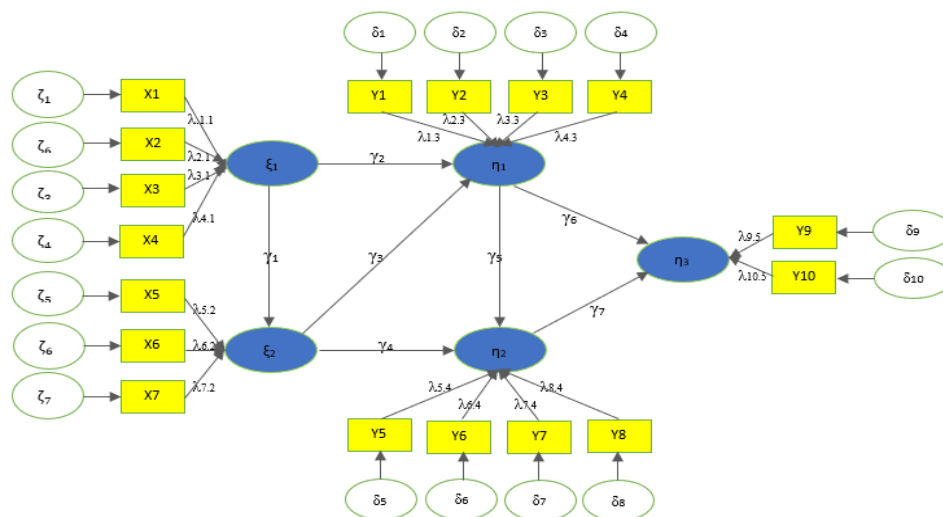 δ1 δ2 δ3 δ4
ζ1 X1 Y1 Y2 Y3 Y4
λ.1.1 λ1.3 λ2.3 λ3.3 λ4.3
ζ6 X2 λ2.1
ξ1 γ2 η1
ζ3 X3 λ3.1
λ4.1
ζ4 X4
γ1 γ3 γ5 γ6
λ9.5 Y9 δ9
η3
λ10.5 Y10 δ10
ζ5 X5 λ5.2
γ7
ζ6 X6 λ6.2
ξ2 γ4 η2
ζ7 X7 λ7.2
λ5.4 λ6.4 λ7.4 λ8.4
Y5 Y6 Y7 Y8
δ5 δ6 δ7 δ8